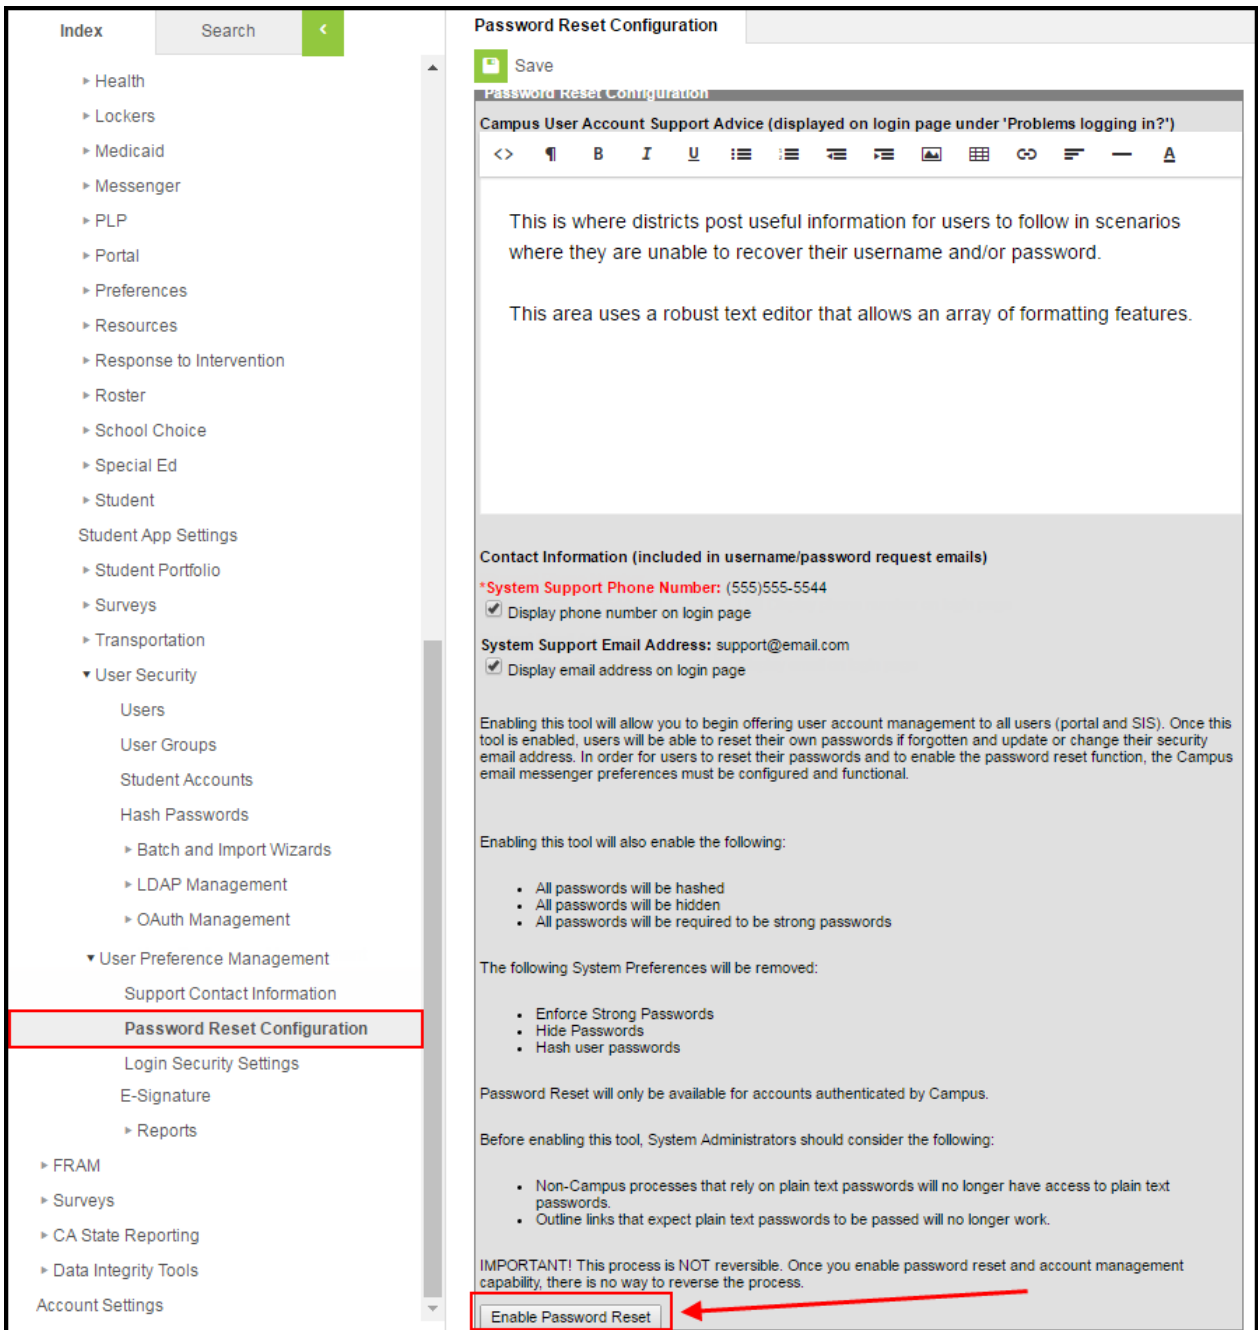 Index
Search
Health
Lockers
Medicaid
Messenger
PLP
Portal
Preferences
Resources
Response to Intervention
Roster
School Choice
Special Ed
Student
Student App Settings
Student Portfolio
Surveys
Transportation
User Security
Users
User Groups
Student Accounts
Hash Passwords
Batch and Import Wizards
LDAP Management
OAuth Management
User Preference Management
Support Contact Information
Password Reset Configuration
Login Security Settings
E-Signature
Reports
FRAM
Surveys
CA State Reporting
Data Integrity Tools
Account Settings
Password Reset Configuration
Save
Password Reset Configuration
Campus User Account Support Advice (displayed on login page under 'Problems logging in?')
<> ¶ B I U A
This is where districts post useful information for users to follow in scenarios
where they are unable to recover their username and/or password.
This area uses a robust text editor that allows an array of formatting features.
Contact Information (included in username/password request emails)
*System Support Phone Number: (555)555-5544
Display phone number on login page
System Support Email Address: support@email.com
Display email address on login page
Enabling this tool will allow you to begin offering user account management to all users (portal and SIS). Once this
tool is enabled, users will be able to reset their own passwords if forgotten and update or change their security
email address. In order for users to reset their passwords and to enable the password reset function, the Campus
email messenger preferences must be configured and functional.
Enabling this tool will also enable the following:
• All passwords will be hashed
• All passwords will be hidden
• All passwords will be required to be strong passwords
The following System Preferences will be removed:
• Enforce Strong Passwords
• Hide Passwords
• Hash user passwords
Password Reset will only be available for accounts authenticated by Campus.
Before enabling this tool, System Administrators should consider the following:
• Non-Campus processes that rely on plain text passwords will no longer have access to plain text
passwords.
• Outline links that expect plain text passwords to be passed will no longer work.
IMPORTANT! This process is NOT reversible. Once you enable password reset and account management
capability, there is no way to reverse the process.
Enable Password Reset